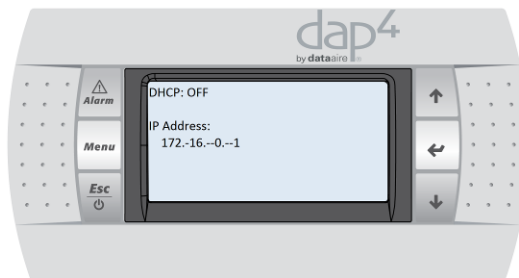 dap4
by dataaire
Alarm
Menu
Esc
DHCP: OFF
IP Address:
172.-16.--0.--1